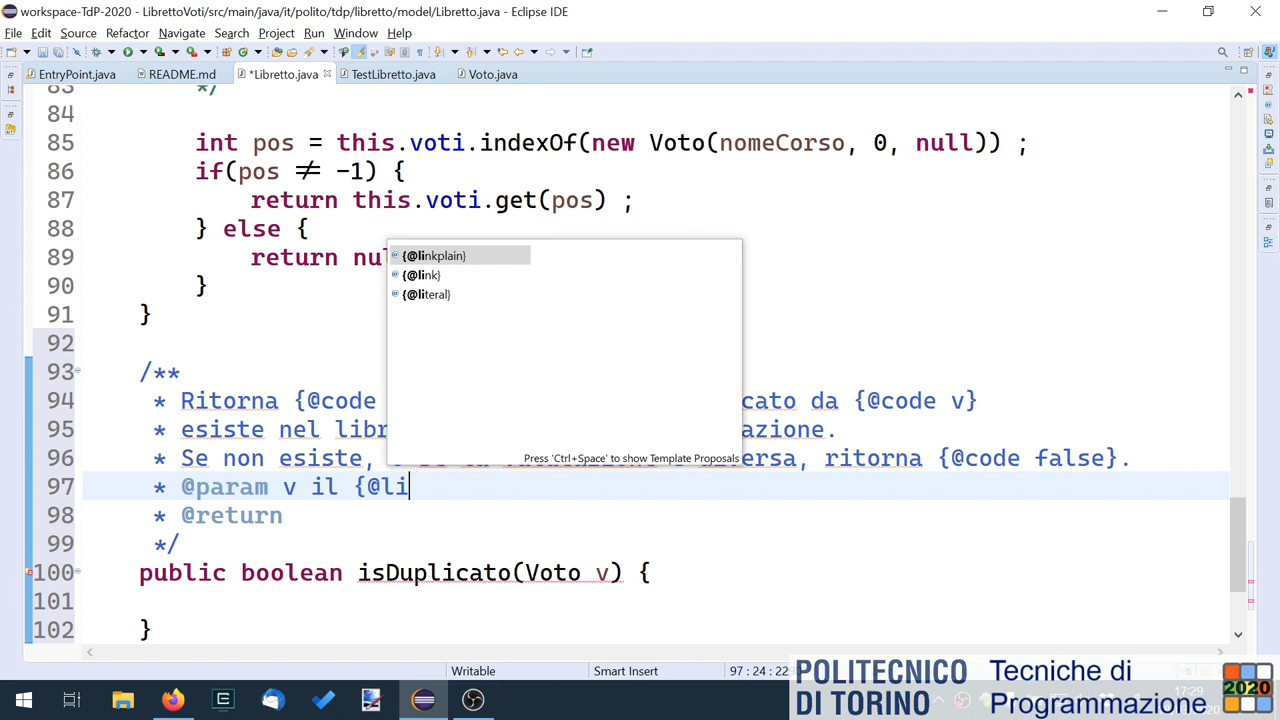 workspace-TdP-2020 - LibrettoVoti/src/main/java/it/polito/tdp/libretto/model/Libretto.java - Eclipse IDE
File Edit Source Refactor Navigate Search Project Run Window Help
EntryPoint.java README.md *Libretto.java TestLibretto.java Voto.java
83 */
84
85 int pos = this.voti.indexOf(new Voto(nomeCorso, 0, null)) ;
86 if(pos ≠ -1) {
87 return this.voti.get(pos) ;
88 } else {
89 return
90 }
91 }
92
93 /**
94 * Ritorna {@code da {@code v}
95 * esiste nel
96 * Se non esiste, ritorna {@code false}.
97 * @param v il {@li
98 * @return
99 */
100 public boolean isDuplicato(Voto v) {
101
102 }
{@linkplain}
{@link}
{@literal}
Press 'Ctrl+Space' to show Template Proposals
Writable Smart Insert 97 : 24 :
POLITECNICO DI TORINO
Tecniche di Programmazione
2020
17:29